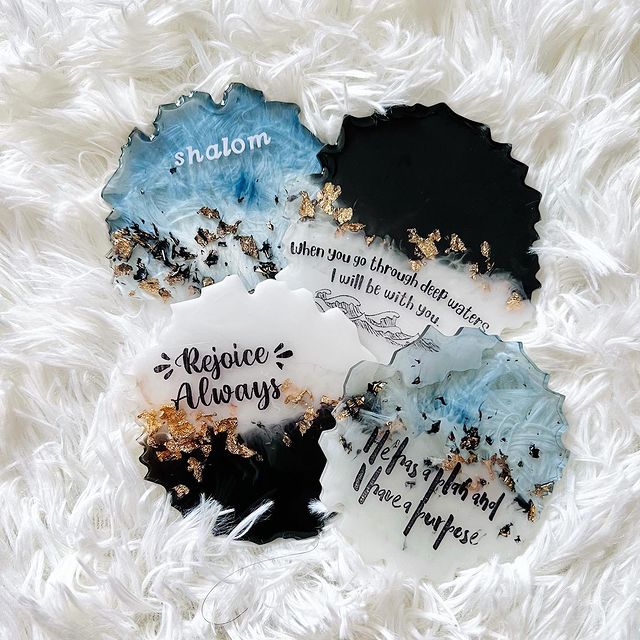 shalom
When you go through deep waters
I will be with you
Rejoice
Always
He has a plan and
I have a purpose